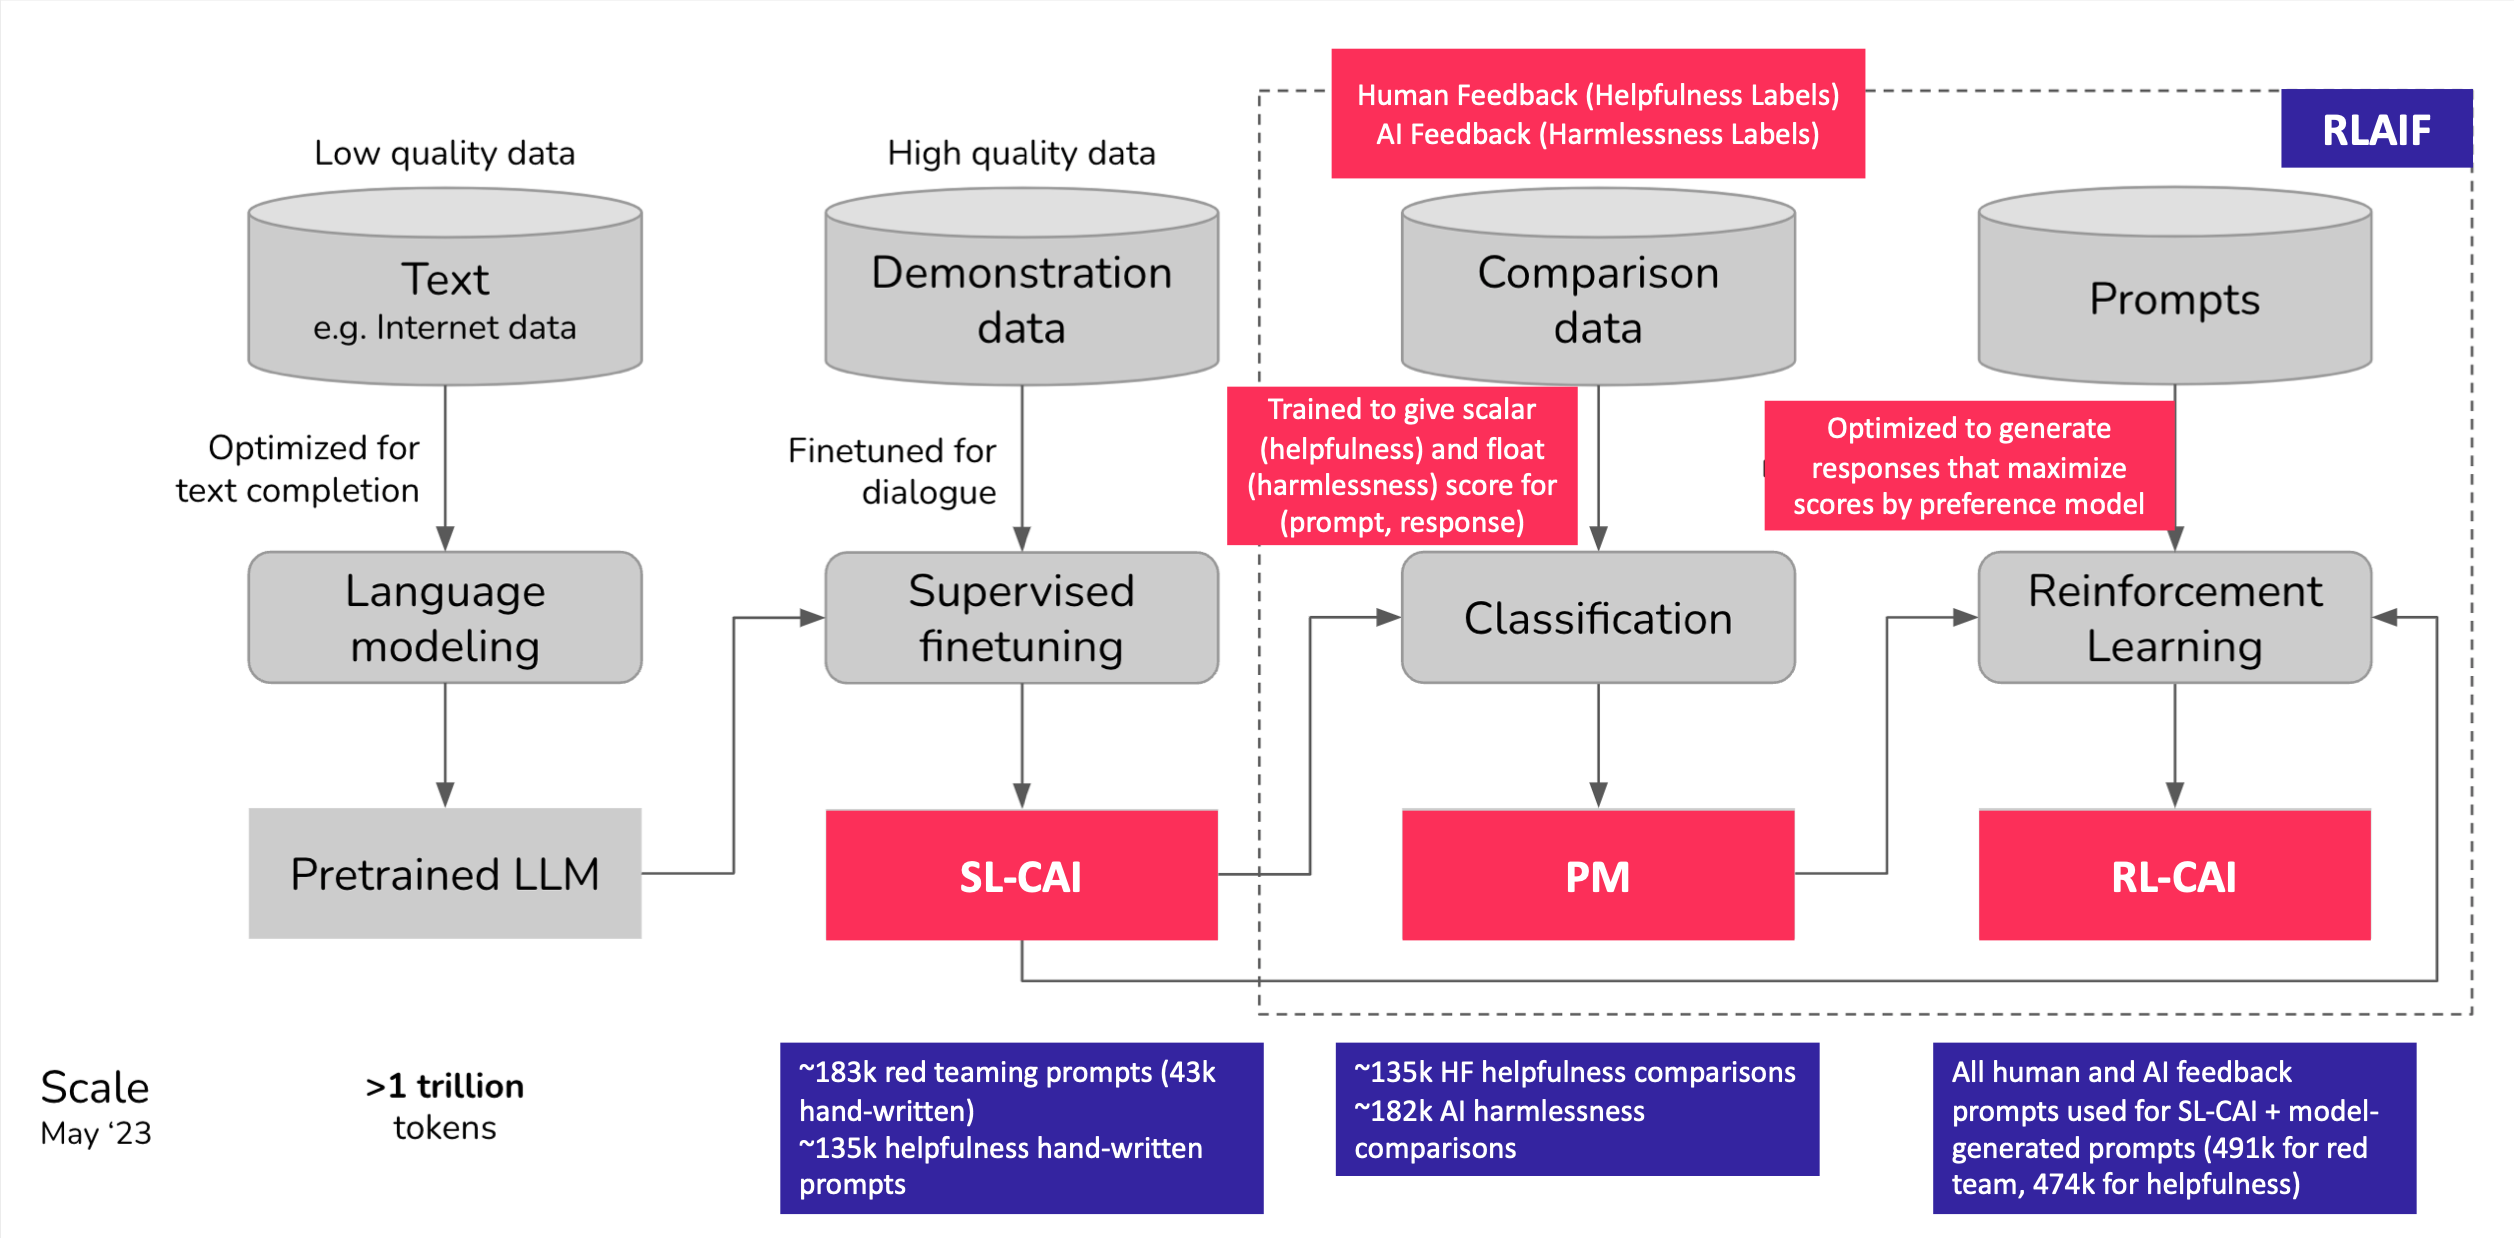 Human Feedback (Helpfulness Labels)
AI Feedback (Harmlessness Labels)
RLAIF
Low quality data
High quality data
Text
e.g. Internet data
Demonstration
data
Comparison
data
Prompts
Optimized for
text completion
Finetuned for
dialogue
Trained to give scalar
(helpfulness) and float
(harmlessness) score for
(prompt, response)
Optimized to generate
responses that maximize
scores by preference model
Language
modeling
Supervised
finetuning
Classification
Reinforcement
Learning
Pretrained LLM
SL-CAI
PM
RL-CAI
Scale
May ‘23
>1 trillion
tokens
~183k red teaming prompts (43k
hand-written)
~135k helpfulness hand-written
prompts
~135k HF helpfulness comparisons
~182k AI harmlessness
comparisons
All human and AI feedback
prompts used for SL-CAI + model-
generated prompts (491k for red
team, 474k for helpfulness)